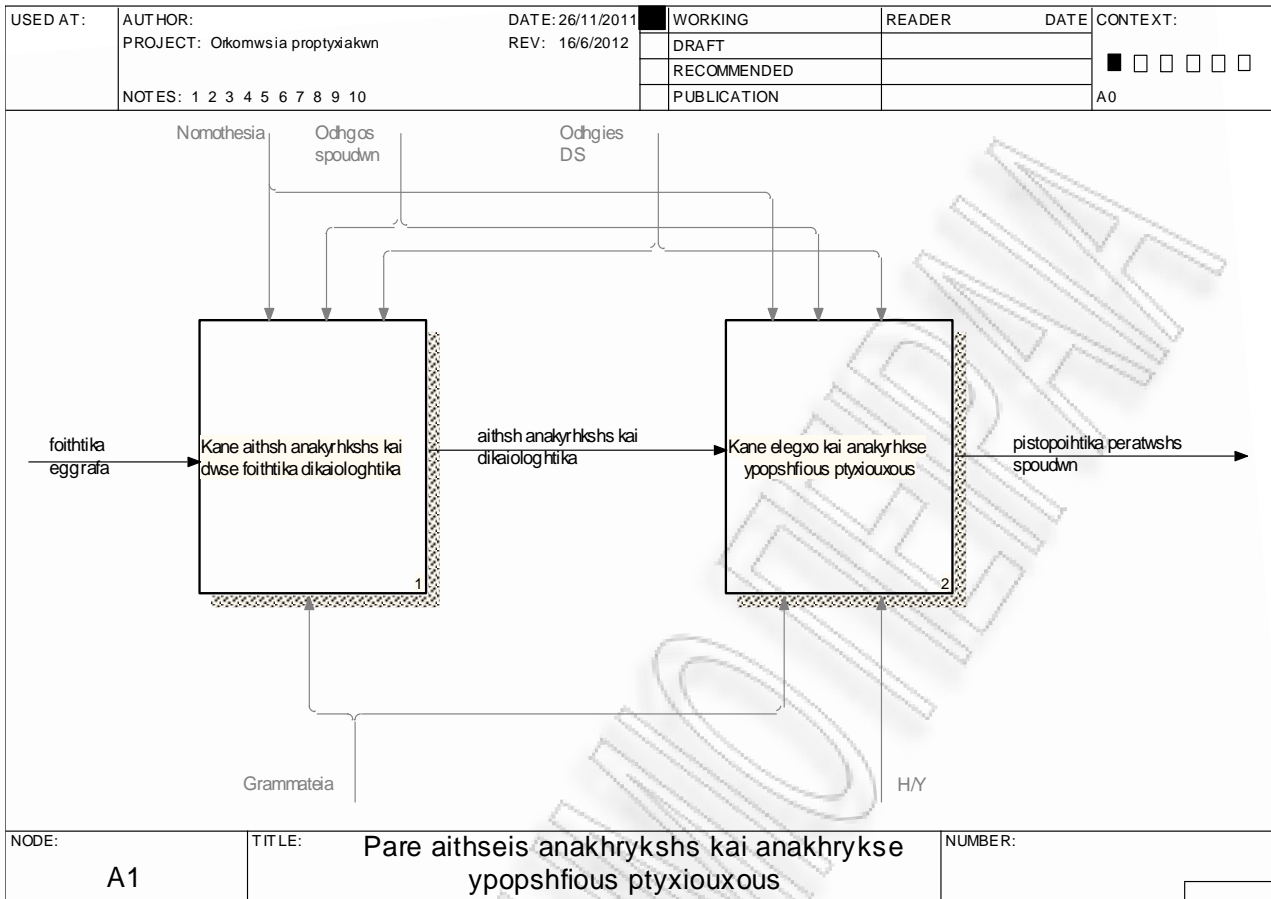 USED AT:
AUTHOR:
DATE: 26/11/2011
PROJECT: Orkomwsia proptyxiakwn
REV: 16/6/2012
NOTES: 1 2 3 4 5 6 7 8 9 10
WORKING
DRAFT
RECOMMENDED
PUBLICATION
READER
DATE
CONTEXT:
A0
Nomothesia
Odhgos
spoudwn
Odhgies
DS
foithtika
eggrafa
Kane aithsh anakyrhkshs kai
dwse foithtika dikaiologhtika
1
aithsh anakyrhkshs kai
dikaiologhtika
Kane elegxo kai anakyrhkse
ypopshfious ptyxiouxous
2
pistopoihtika peratwshs
spoudwn
Grammateia
H/Y
NODE:
A1
TITLE:
Pare aithseis anakhrykshs kai anakhrykse
ypopshfious ptyxiouxous
NUMBER: